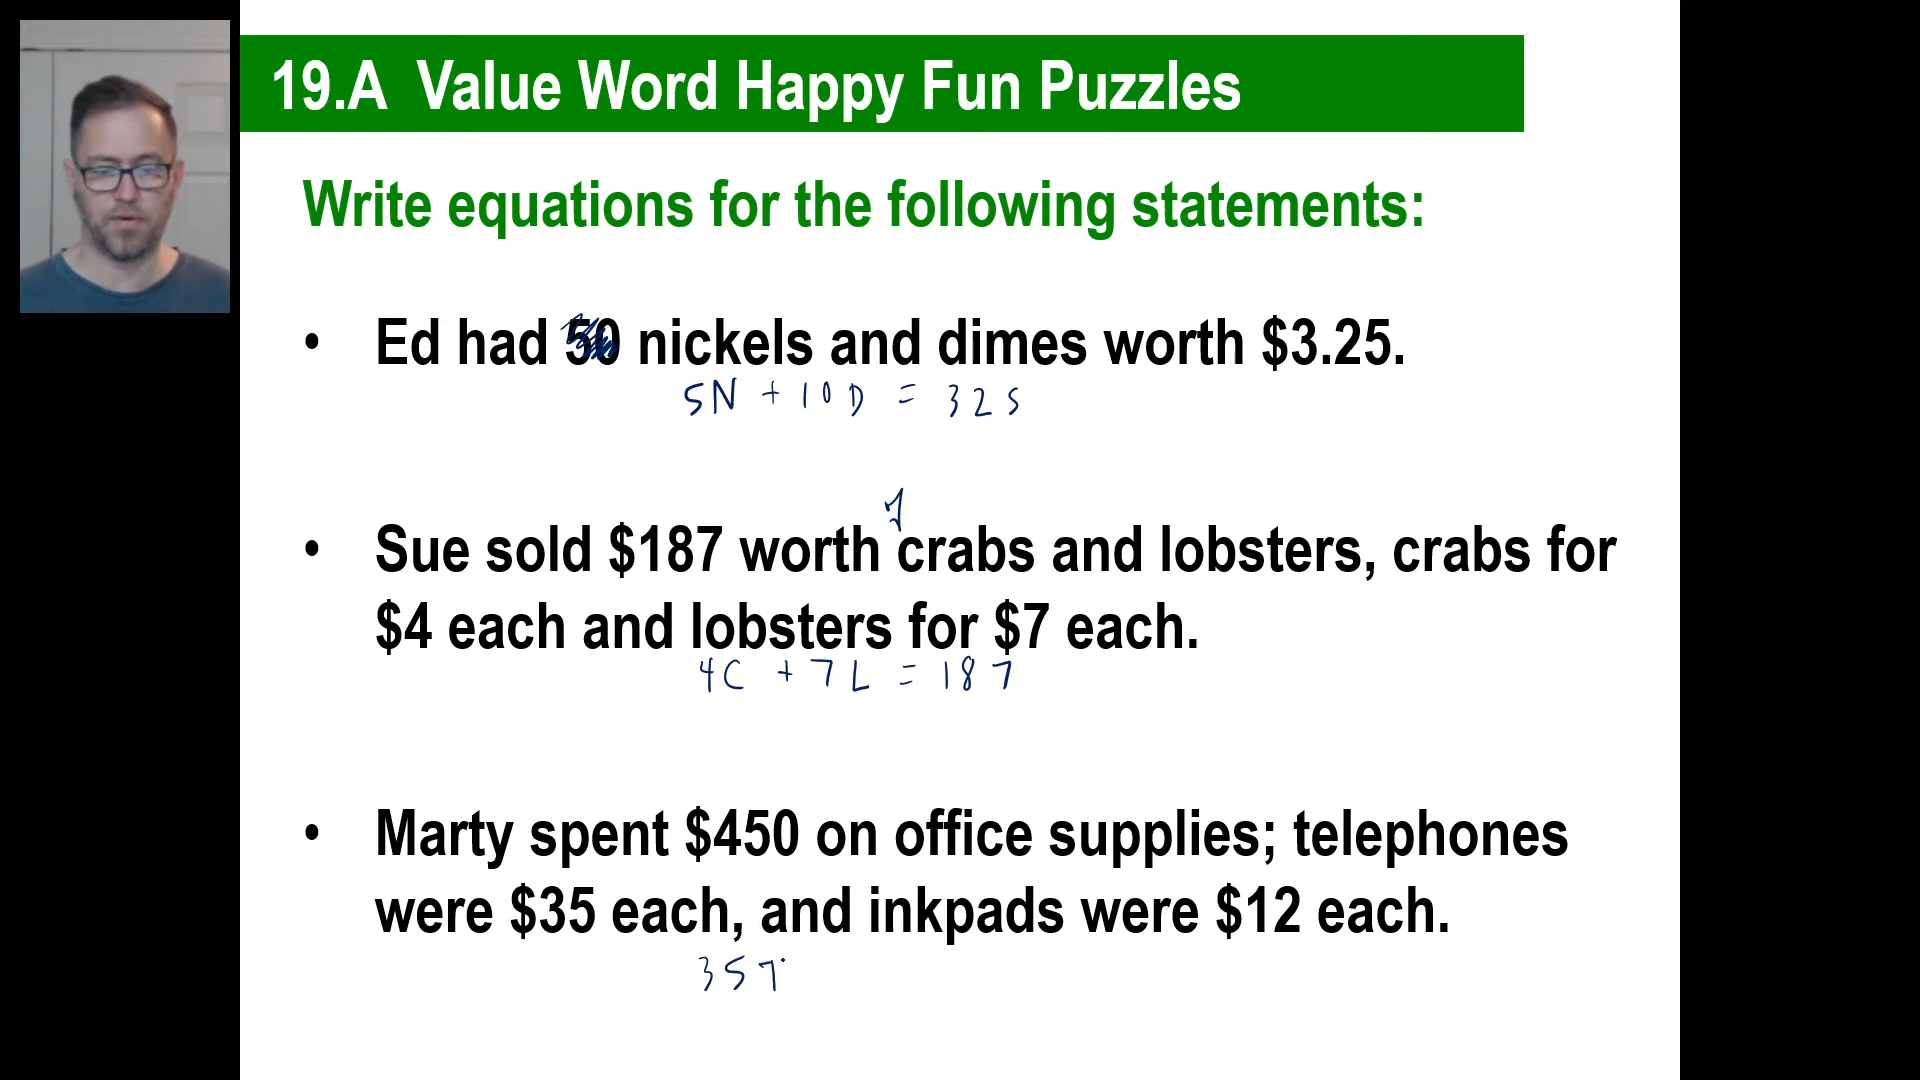 19.A Value Word Happy Fun Puzzles
Write equations for the following statements:
• Ed had 50 nickels and dimes worth $3.25.
5N + 10D = 325
of
• Sue sold $187 worth crabs and lobsters, crabs for
$4 each and lobsters for $7 each.
4C + 7L = 187
• Marty spent $450 on office supplies; telephones
were $35 each, and inkpads were $12 each.
35T